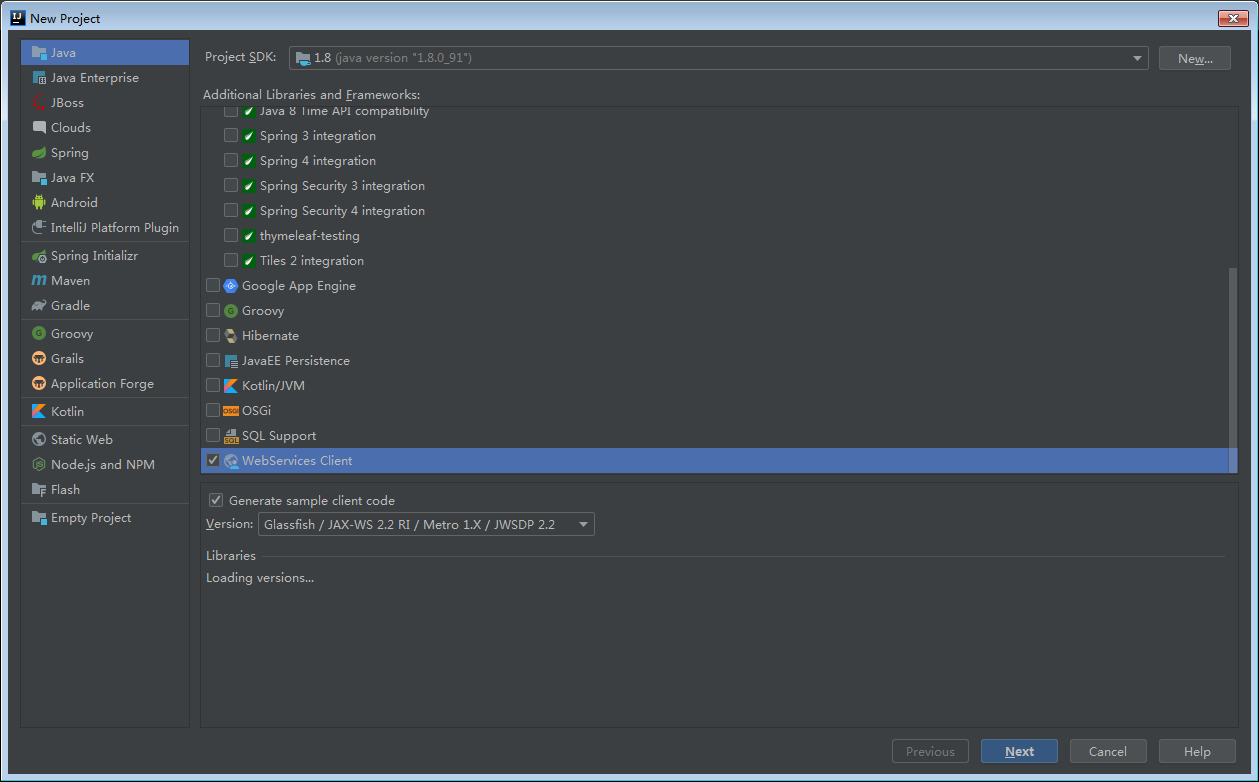 New Project
Java
Java Enterprise
JBoss
Clouds
Spring
Java FX
Android
IntelliJ Platform Plugin
Spring Initializr
Maven
Gradle
Groovy
Grails
Application Forge
Kotlin
Static Web
Node.js and NPM
Flash
Empty Project
Project SDK: 1.8 (java version "1.8.0_91") New...
Additional Libraries and Frameworks:
Java 8 Time API compatibility
Spring 3 integration
Spring 4 integration
Spring Security 3 integration
Spring Security 4 integration
thymeleaf-testing
Tiles 2 integration
Google App Engine
Groovy
Hibernate
JavaEE Persistence
Kotlin/JVM
OSGi
SQL Support
WebServices Client
Generate sample client code
Version: Glassfish / JAX-WS 2.2 RI / Metro 1.X / JWSDP 2.2
Libraries
Loading versions...
Previous Next Cancel Help